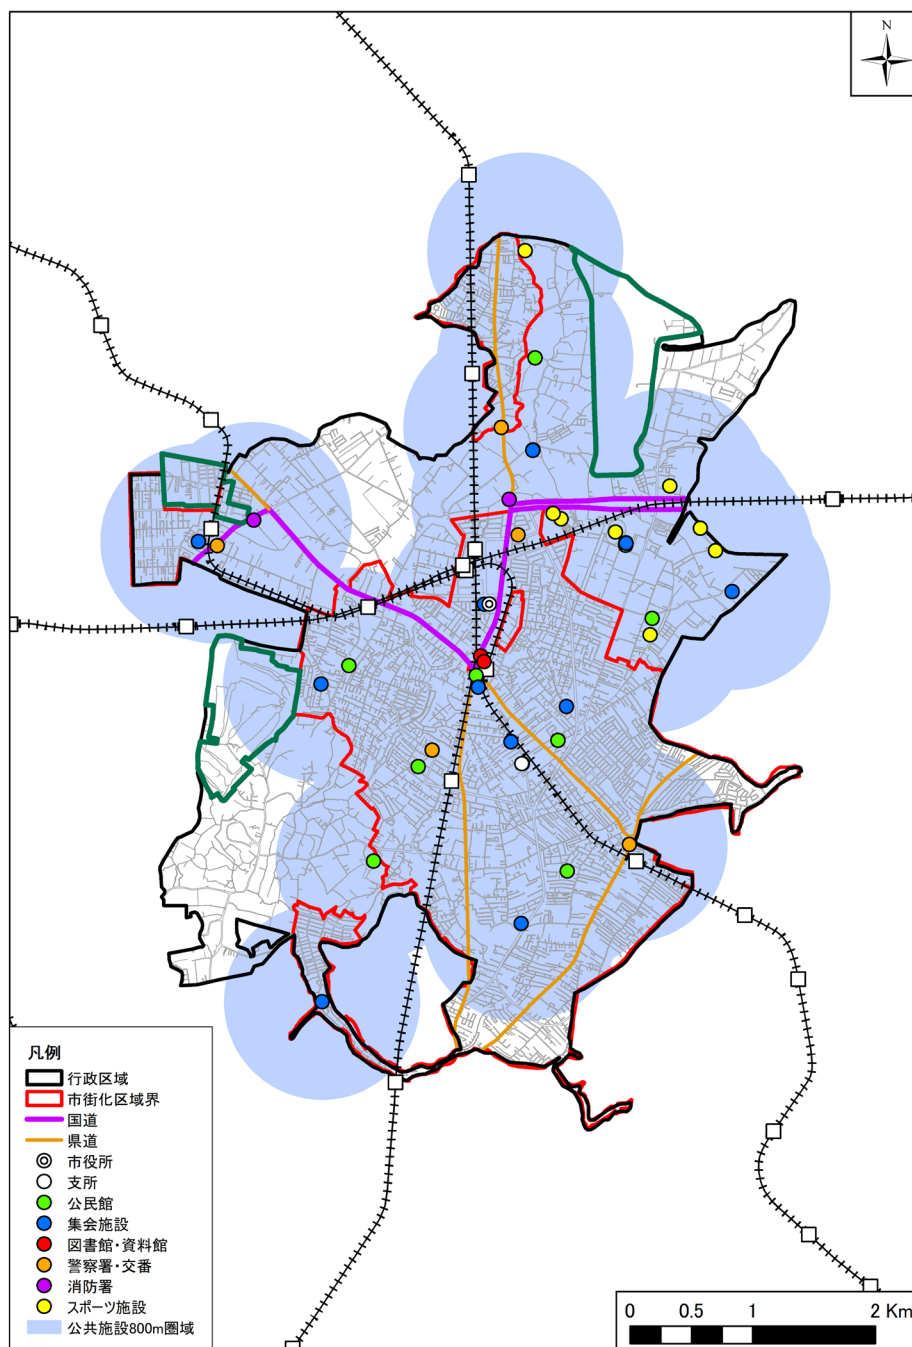 N
凡例
行政区域
市街化区域界
国道
県道
市役所
支所
公民館
集会施設
図書館・資料館
警察署・交番
消防署
スポーツ施設
公共施設800m圏域
0 0.5 1 2 Km